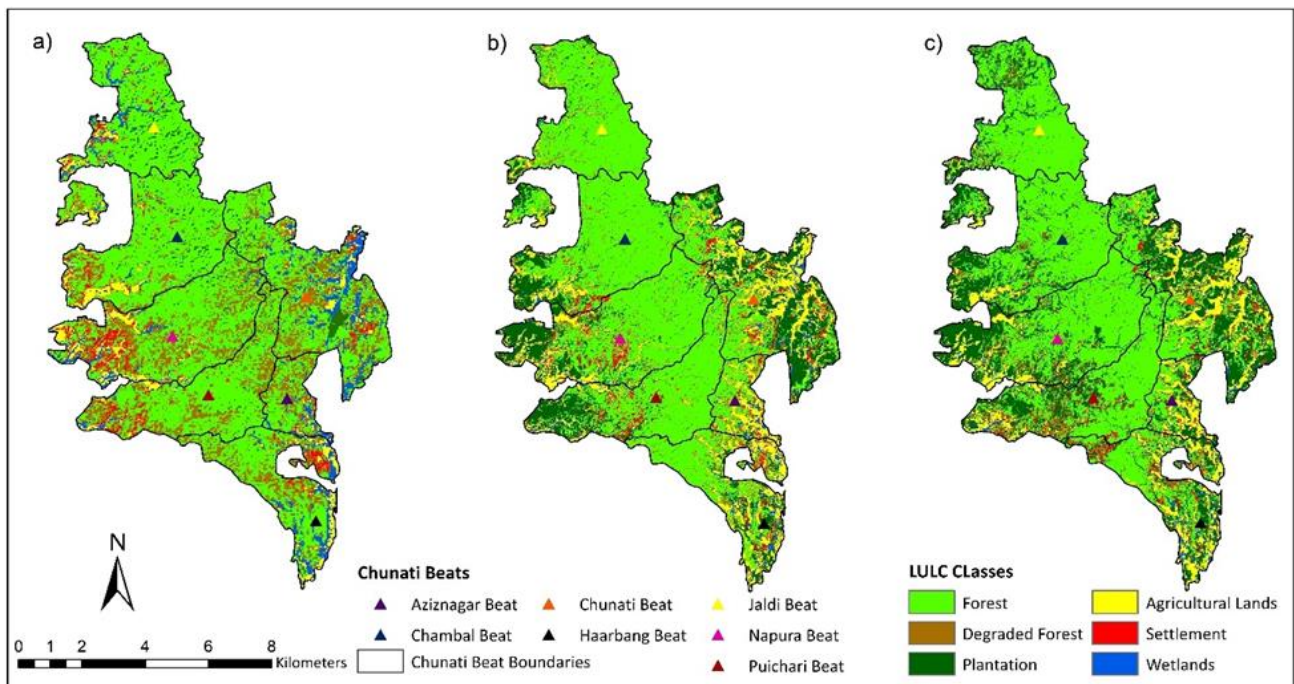 a)
b)
c)
N
0 1 2 4 6 8
Kilometers
Chunati Beats
Aziznagar Beat
Chunati Beat
Jaldi Beat
Chambal Beat
Haarbang Beat
Napura Beat
Chunati Beat Boundaries
Puichari Beat
LULC CLasses
Forest
Agricultural Lands
Degraded Forest
Settlement
Plantation
Wetlands